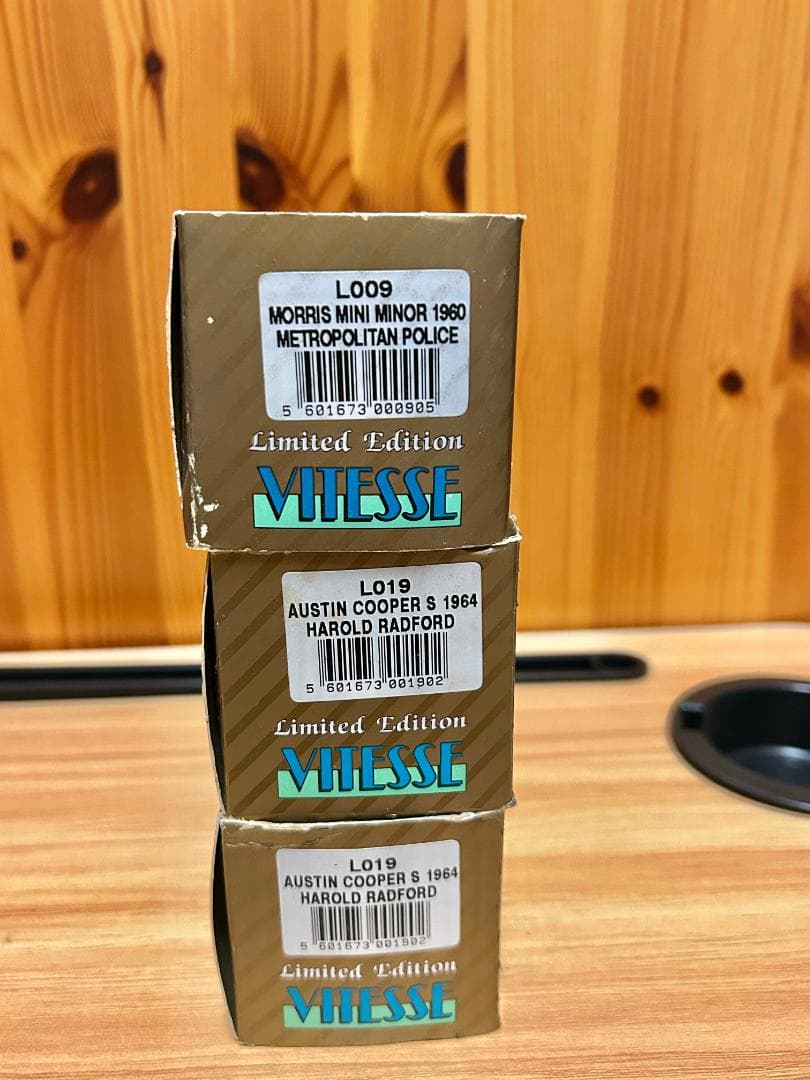 L009
MORRIS MINI MINOR 1960
METROPOLITAN POLICE
5 601673 000905
Limited Edition
VITESSE
L019
AUSTIN COOPER S 1964
HAROLD RADFORD
5 601673 001902
Limited Edition
VITESSE
L019
AUSTIN COOPER S 1964
HAROLD RADFORD
5 601673 001902
Limited Edition
VITESSE